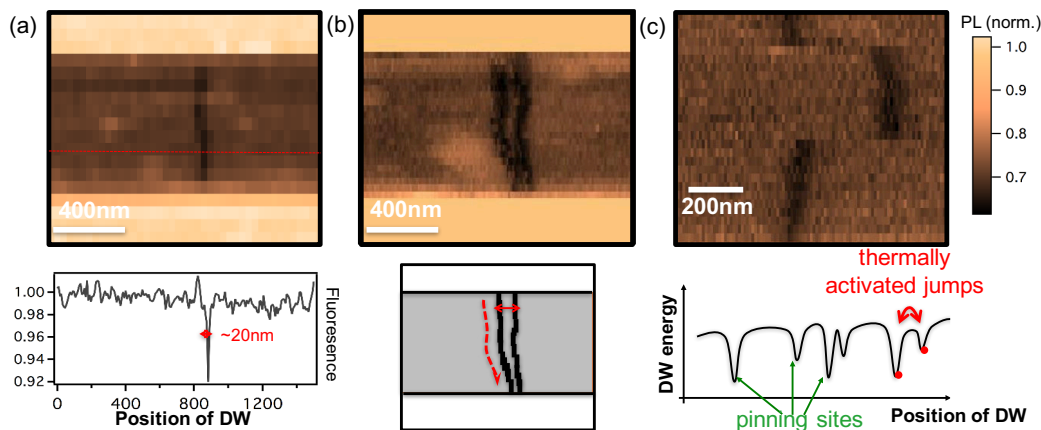 (a)
(b)
(c)
PL (norm.)
1.0
0.9
0.8
0.7
400nm
400nm
200nm
1.00
0.98
0.96
0.94
0.92
~20nm
Fluoresence
0
400
800
1200
Position of DW
thermally
activated jumps
DW energy
pinning sites
Position of DW